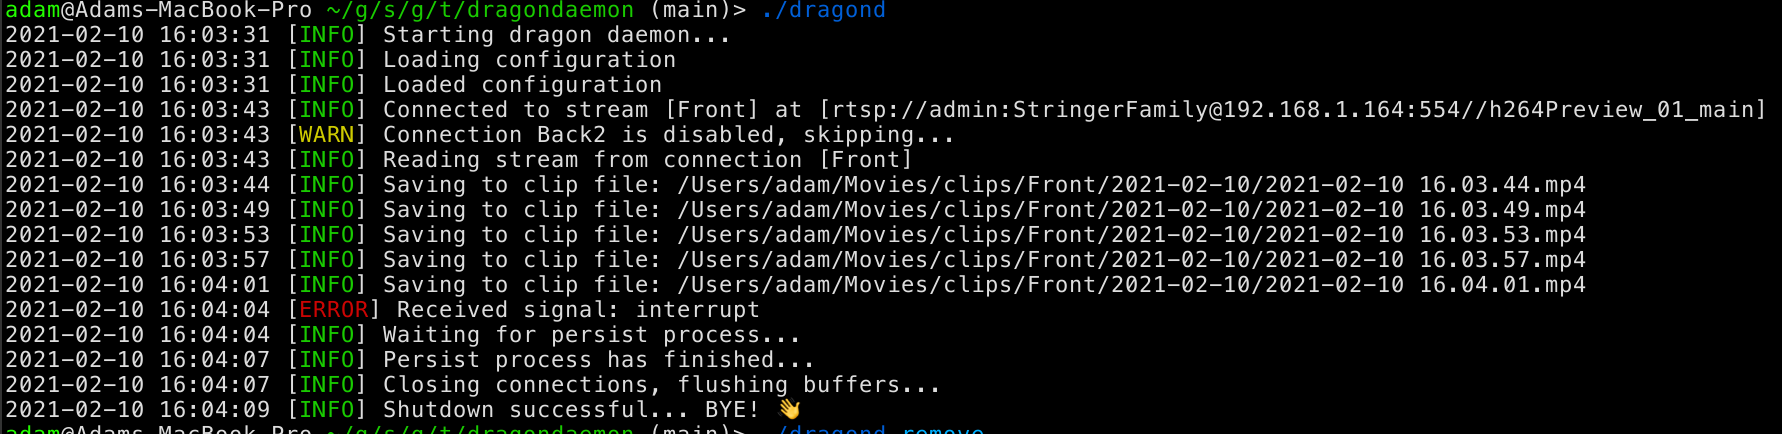 adam@Adams-MacBook-Pro ~/g/s/g/t/dragondaemon (main)> ./dragond
2021-02-10 16:03:31 [INFO] Starting dragon daemon...
2021-02-10 16:03:31 [INFO] Loading configuration
2021-02-10 16:03:31 [INFO] Loaded configuration
2021-02-10 16:03:43 [INFO] Connected to stream [Front] at [rtsp://admin:StringerFamily@192.168.1.164:554//h264Preview_01_main]
2021-02-10 16:03:43 [WARN] Connection Back2 is disabled, skipping...
2021-02-10 16:03:43 [INFO] Reading stream from connection [Front]
2021-02-10 16:03:44 [INFO] Saving to clip file: /Users/adam/Movies/clips/Front/2021-02-10/2021-02-10 16.03.44.mp4
2021-02-10 16:03:49 [INFO] Saving to clip file: /Users/adam/Movies/clips/Front/2021-02-10/2021-02-10 16.03.49.mp4
2021-02-10 16:03:53 [INFO] Saving to clip file: /Users/adam/Movies/clips/Front/2021-02-10/2021-02-10 16.03.53.mp4
2021-02-10 16:03:57 [INFO] Saving to clip file: /Users/adam/Movies/clips/Front/2021-02-10/2021-02-10 16.03.57.mp4
2021-02-10 16:04:01 [INFO] Saving to clip file: /Users/adam/Movies/clips/Front/2021-02-10/2021-02-10 16.04.01.mp4
2021-02-10 16:04:04 [ERROR] Received signal: interrupt
2021-02-10 16:04:04 [INFO] Waiting for persist process...
2021-02-10 16:04:07 [INFO] Persist process has finished...
2021-02-10 16:04:07 [INFO] Closing connections, flushing buffers...
2021-02-10 16:04:09 [INFO] Shutdown successful... BYE! 👋
adam@Adams-MacBook-Pro ~/g/s/g/t/dragondaemon (main)> ./dragond remove